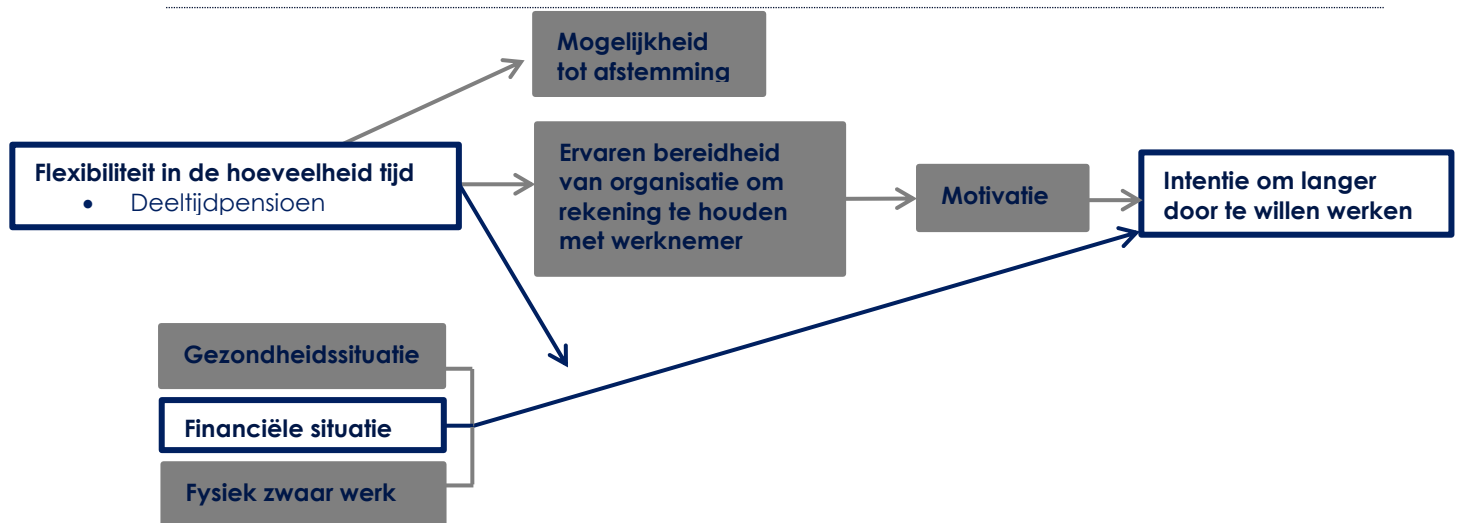 Mogelijkheid
tot afstemming
Flexibiliteit in de hoeveelheid tijd
• Deeltijdpensioen
Ervaren bereidheid
van organisatie om
rekening te houden
met werknemer
Motivatie
Intentie om langer
door te willen werken
Gezondheidssituatie
Financiële situatie
Fysiek zwaar werk